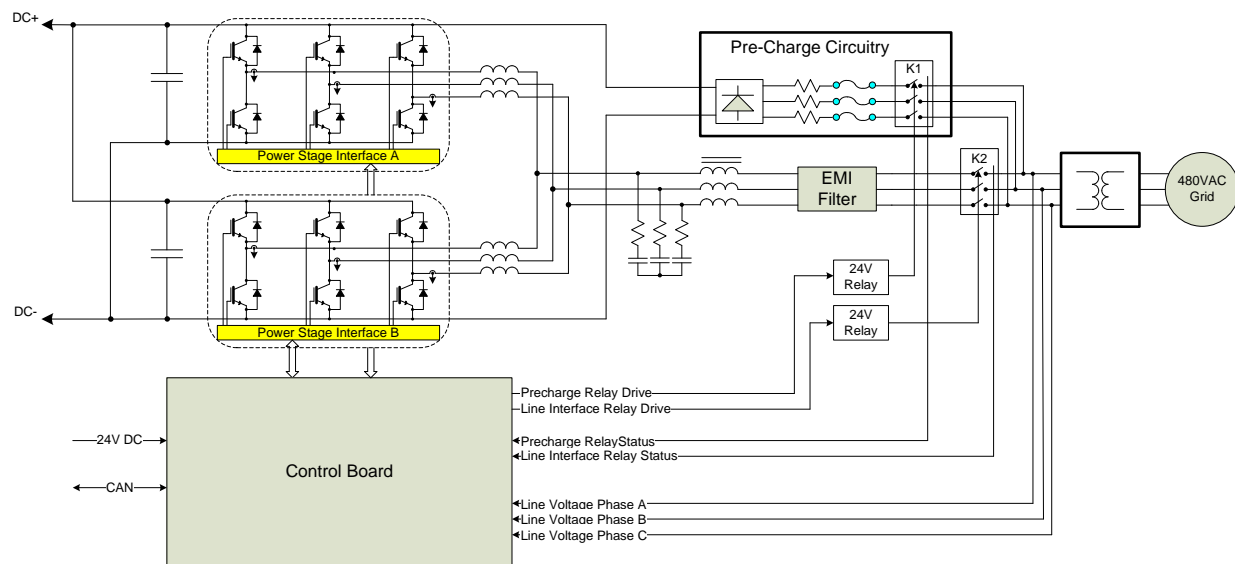 DC+
Pre-Charge Circuitry
K1
Power Stage Interface A
K2
EMI
Filter
480VAC
Grid
24V
Relay
24V
Relay
DC-
Power Stage Interface B
Precharge Relay Drive
Line Interface Relay Drive
24V DC
Precharge RelayStatus
Line Interface Relay Status
Control Board
CAN
Line Voltage Phase A
Line Voltage Phase B
Line Voltage Phase C